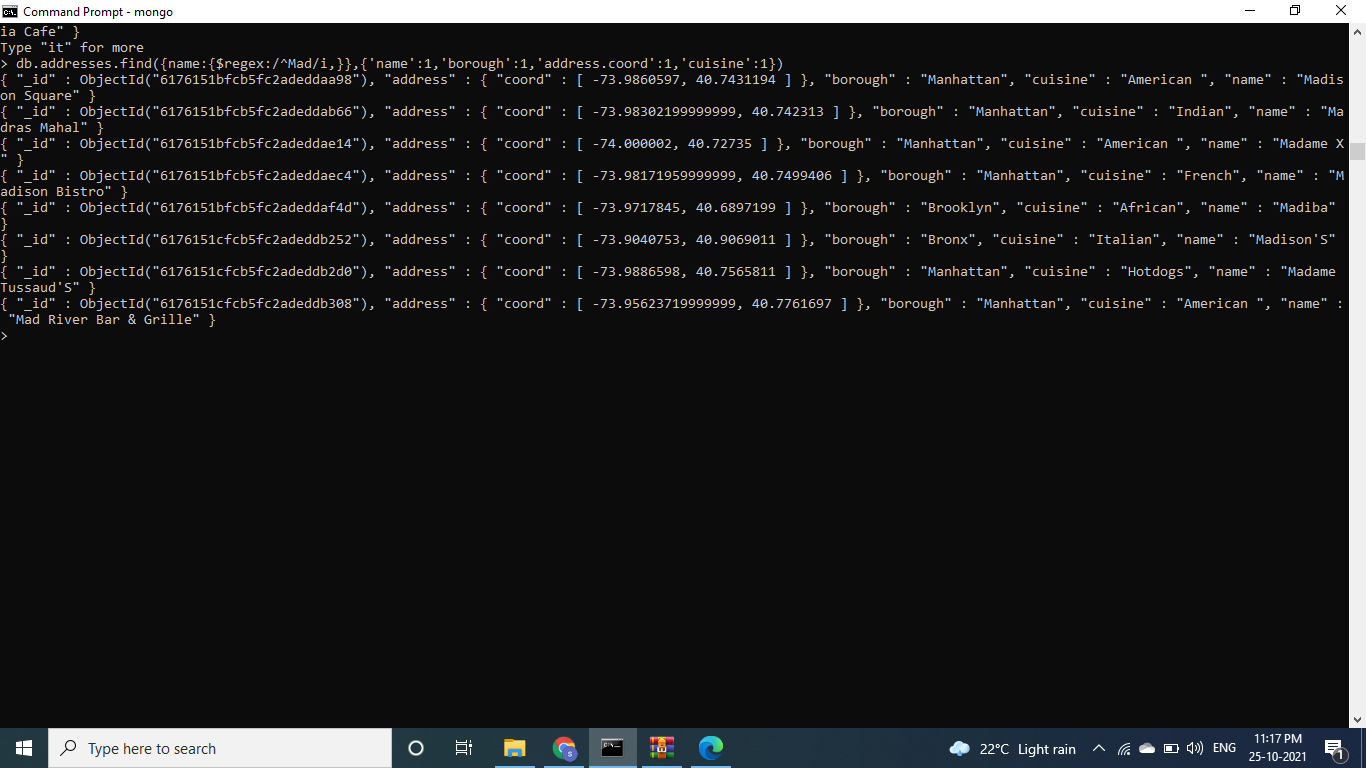 Command Prompt - mongo
ia Cafe" }
Type "it" for more
> db.addresses.find({name:{$regex:/^Mad/i,}},{'name':1,'borough':1,'address.coord':1,'cuisine':1})
{ "_id" : ObjectId("6176151bfcb5fc2adeddaa98"), "address" : { "coord" : [ -73.9860597, 40.7431194 ] }, "borough" : "Manhattan", "cuisine" : "American ", "name" : "Madis
on Square" }
{ "_id" : ObjectId("6176151bfcb5fc2adeddab66"), "address" : { "coord" : [ -73.98302199999999, 40.742313 ] }, "borough" : "Manhattan", "cuisine" : "Indian", "name" : "Ma
dras Mahal" }
{ "_id" : ObjectId("6176151bfcb5fc2adeddae14"), "address" : { "coord" : [ -74.000002, 40.72735 ] }, "borough" : "Manhattan", "cuisine" : "American ", "name" : "Madame X
" }
{ "_id" : ObjectId("6176151bfcb5fc2adeddaec4"), "address" : { "coord" : [ -73.98171959999999, 40.7499406 ] }, "borough" : "Manhattan", "cuisine" : "French", "name" : "M
adison Bistro" }
{ "_id" : ObjectId("6176151bfcb5fc2adeddaf4d"), "address" : { "coord" : [ -73.9717845, 40.6897199 ] }, "borough" : "Brooklyn", "cuisine" : "African", "name" : "Madiba"
}
{ "_id" : ObjectId("6176151cfcb5fc2adeddb252"), "address" : { "coord" : [ -73.9040753, 40.9069011 ] }, "borough" : "Bronx", "cuisine" : "Italian", "name" : "Madison'S"
}
{ "_id" : ObjectId("6176151cfcb5fc2adeddb2d0"), "address" : { "coord" : [ -73.9886598, 40.7565811 ] }, "borough" : "Manhattan", "cuisine" : "Hotdogs", "name" : "Madame
Tussaud'S" }
{ "_id" : ObjectId("6176151cfcb5fc2adeddb308"), "address" : { "coord" : [ -73.95623719999999, 40.7761697 ] }, "borough" : "Manhattan", "cuisine" : "American ", "name" :
"Mad River Bar & Grille" }
>
Type here to search
22°C Light rain
ENG
11:17 PM
25-10-2021
1